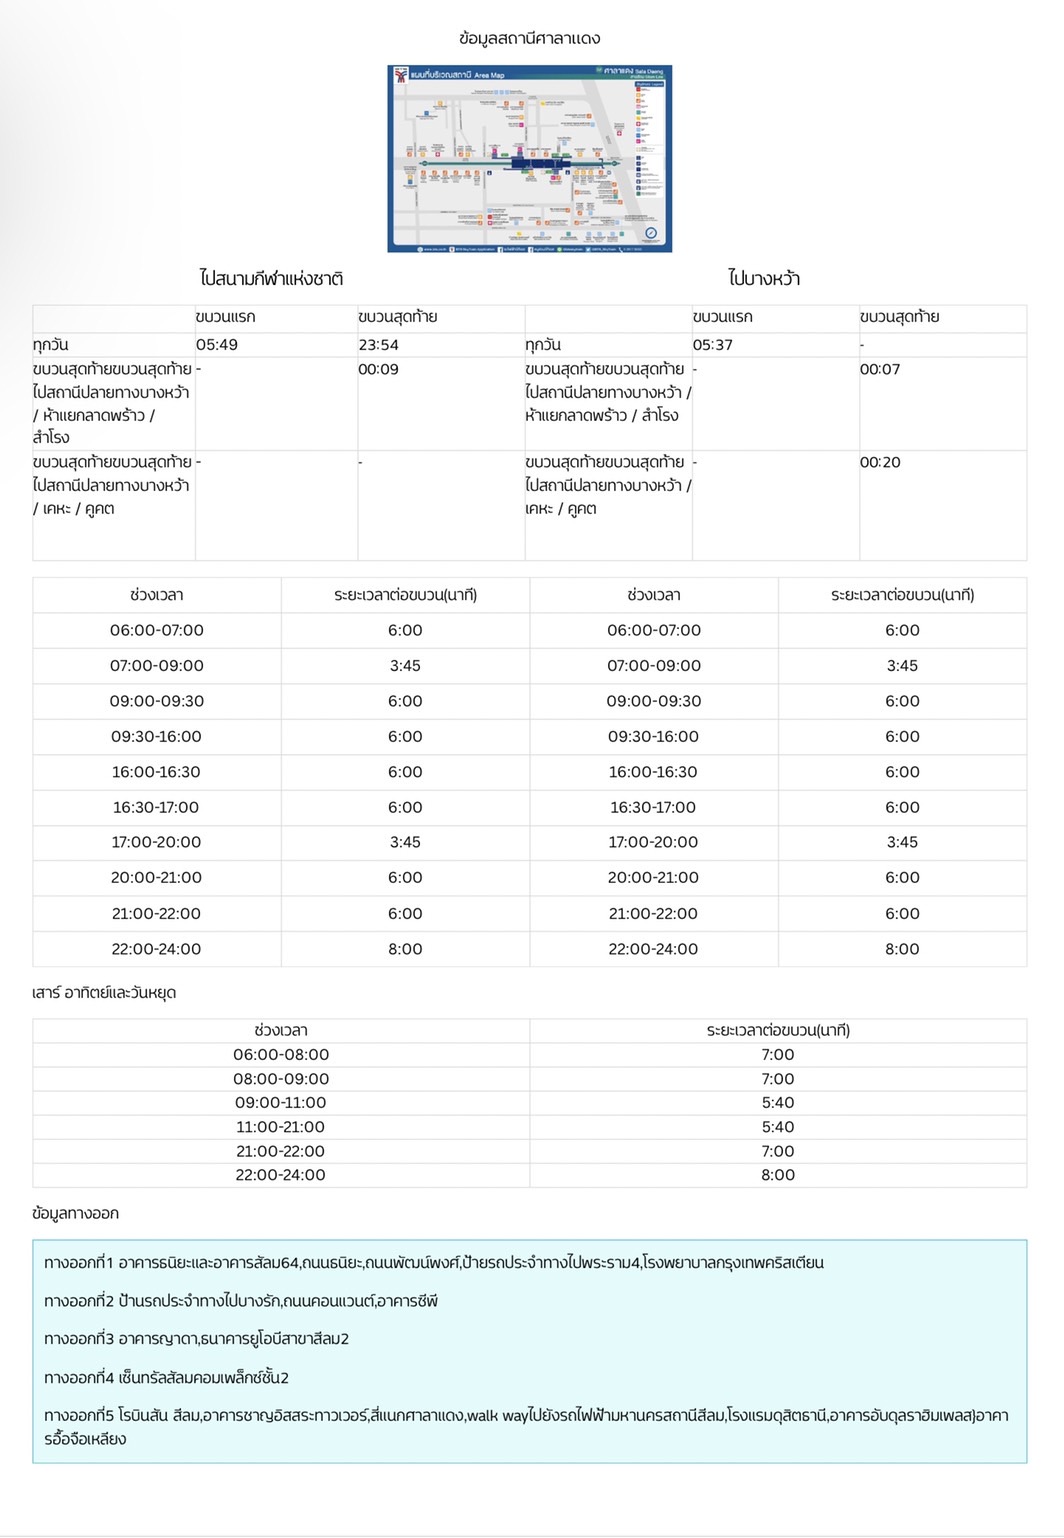 ข้อมูลสถานีศาลาแดง
แผนที่บริเวณสถานี Area Map
ศาลาแดง Sala Daeng
ไปสนามกีฬาแห่งชาติ ไปบางหว้า
ขบวนแรก ขบวนสุดท้าย ขบวนแรก ขบวนสุดท้าย
ทุกวัน 05:49 23:54 ทุกวัน 05:37 -
ขบวนสุดท้ายขบวนสุดท้าย - 00:09 ขบวนสุดท้ายขบวนสุดท้าย - 00:07
ไปสถานีปลายทางบางหว้า ไปสถานีปลายทางบางหว้า /
/ ห้าแยกลาดพร้าว / ห้าแยกลาดพร้าว / สำโรง
สำโรง
ขบวนสุดท้ายขบวนสุดท้าย - - ขบวนสุดท้ายขบวนสุดท้าย - 00:20
ไปสถานีปลายทางบางหว้า ไปสถานีปลายทางบางหว้า /
/ เคหะ / คูคต เคหะ / คูคต
ช่วงเวลา ระยะเวลาต่อขบวน(นาที) ช่วงเวลา ระยะเวลาต่อขบวน(นาที)
06:00-07:00 6:00 06:00-07:00 6:00
07:00-09:00 3:45 07:00-09:00 3:45
09:00-09:30 6:00 09:00-09:30 6:00
09:30-16:00 6:00 09:30-16:00 6:00
16:00-16:30 6:00 16:00-16:30 6:00
16:30-17:00 6:00 16:30-17:00 6:00
17:00-20:00 3:45 17:00-20:00 3:45
20:00-21:00 6:00 20:00-21:00 6:00
21:00-22:00 6:00 21:00-22:00 6:00
22:00-24:00 8:00 22:00-24:00 8:00
เสาร์ อาทิตย์และวันหยุด
ช่วงเวลา ระยะเวลาต่อขบวน(นาที)
06:00-08:00 7:00
08:00-09:00 7:00
09:00-11:00 5:40
11:00-21:00 5:40
21:00-22:00 7:00
22:00-24:00 8:00
ข้อมูลทางออก
ทางออกที่1 อาคารธนิยะและอาคารสัลม64,ถนนธนิยะ,ถนนพัฒน์พงศ์,ป้ายรถประจำทางไปพระราม4,โรงพยาบาลกรุงเทพคริสเตียน
ทางออกที่2 ป้านรถประจำทางไปบางรัก,ถนนคอนแวนต์,อาคารซีพี
ทางออกที่3 อาคารญาดา,ธนาคารยูโอบีสาขาสีลม2
ทางออกที่4 เซ็นทรัลสัลมคอมเพล็กซ์ชั้น2
ทางออกที่5 โรบินสัน สีลม,อาคารชาญอิสสระทาวเวอร์,สี่แนกศาลาแดง,walk wayไปยังรถไฟฟ้ามหานครสถานีสีลม,โรงแรมดุสิตธานี,อาคารอับดุลราฮิมเพลส}อาคา
รอื้อจือเหลียง